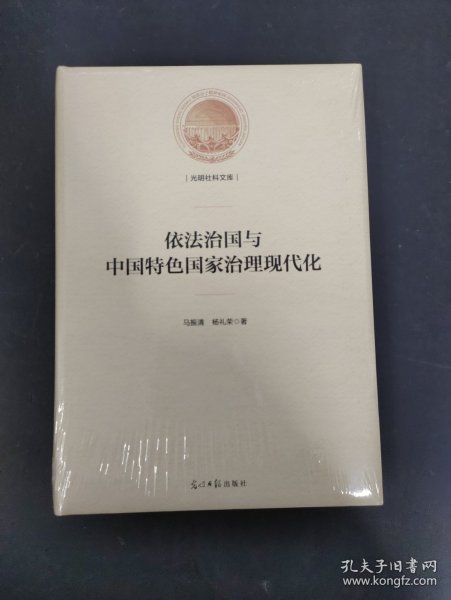 光明社科文库
依法治国与
中国特色国家治理现代化
马振清 杨礼荣◎著
光明日报出版社
孔夫子旧书网
www.kongfz.com